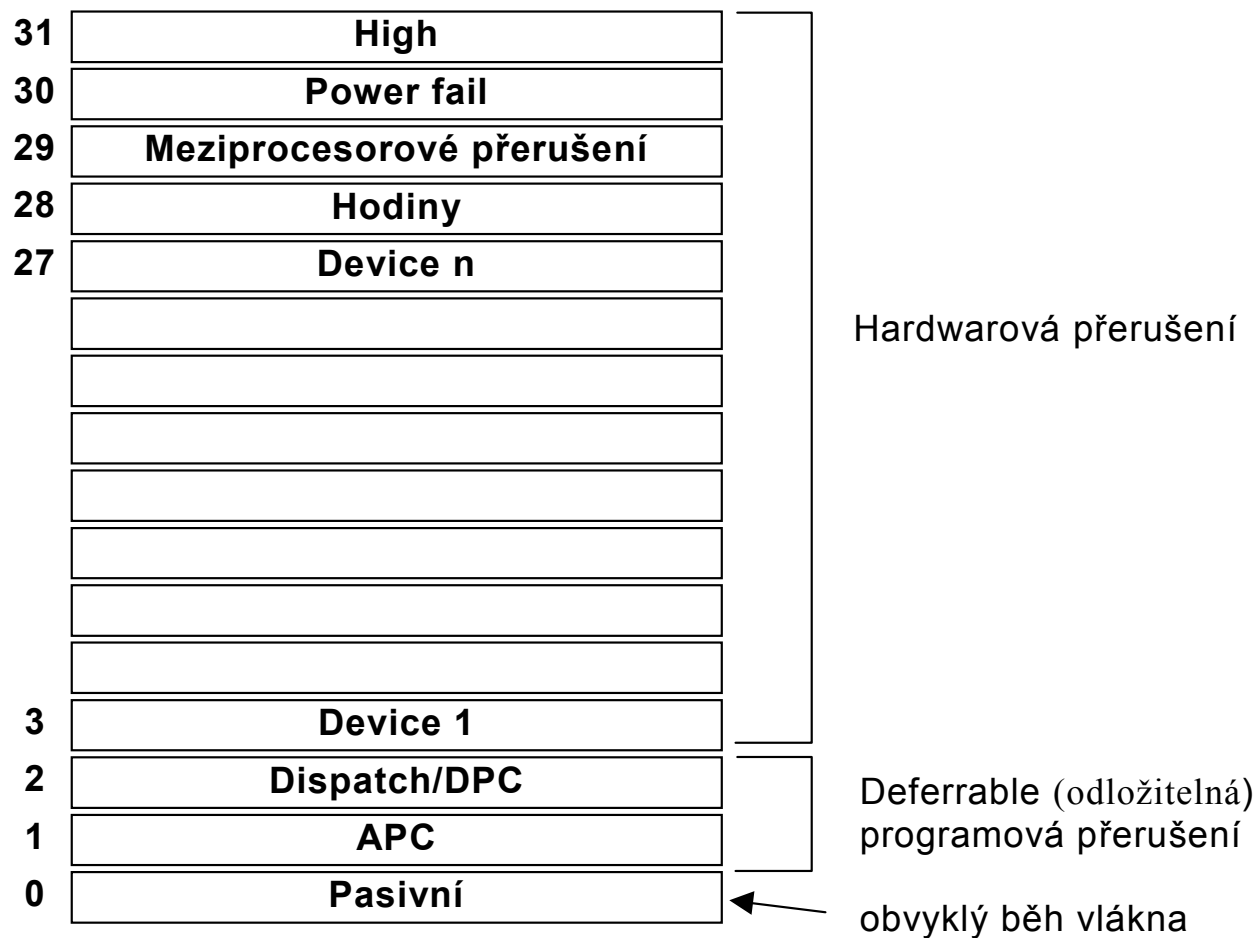 31 High
30 Power fail
29 Meziprocesorové přerušení
28 Hodiny
27 Device n
Hardwarová přerušení
3 Device 1
2 Dispatch/DPC
Deferrable (odložitelná)
programová přerušení
1 APC
0 Pasivní
obvyklý běh vlákna